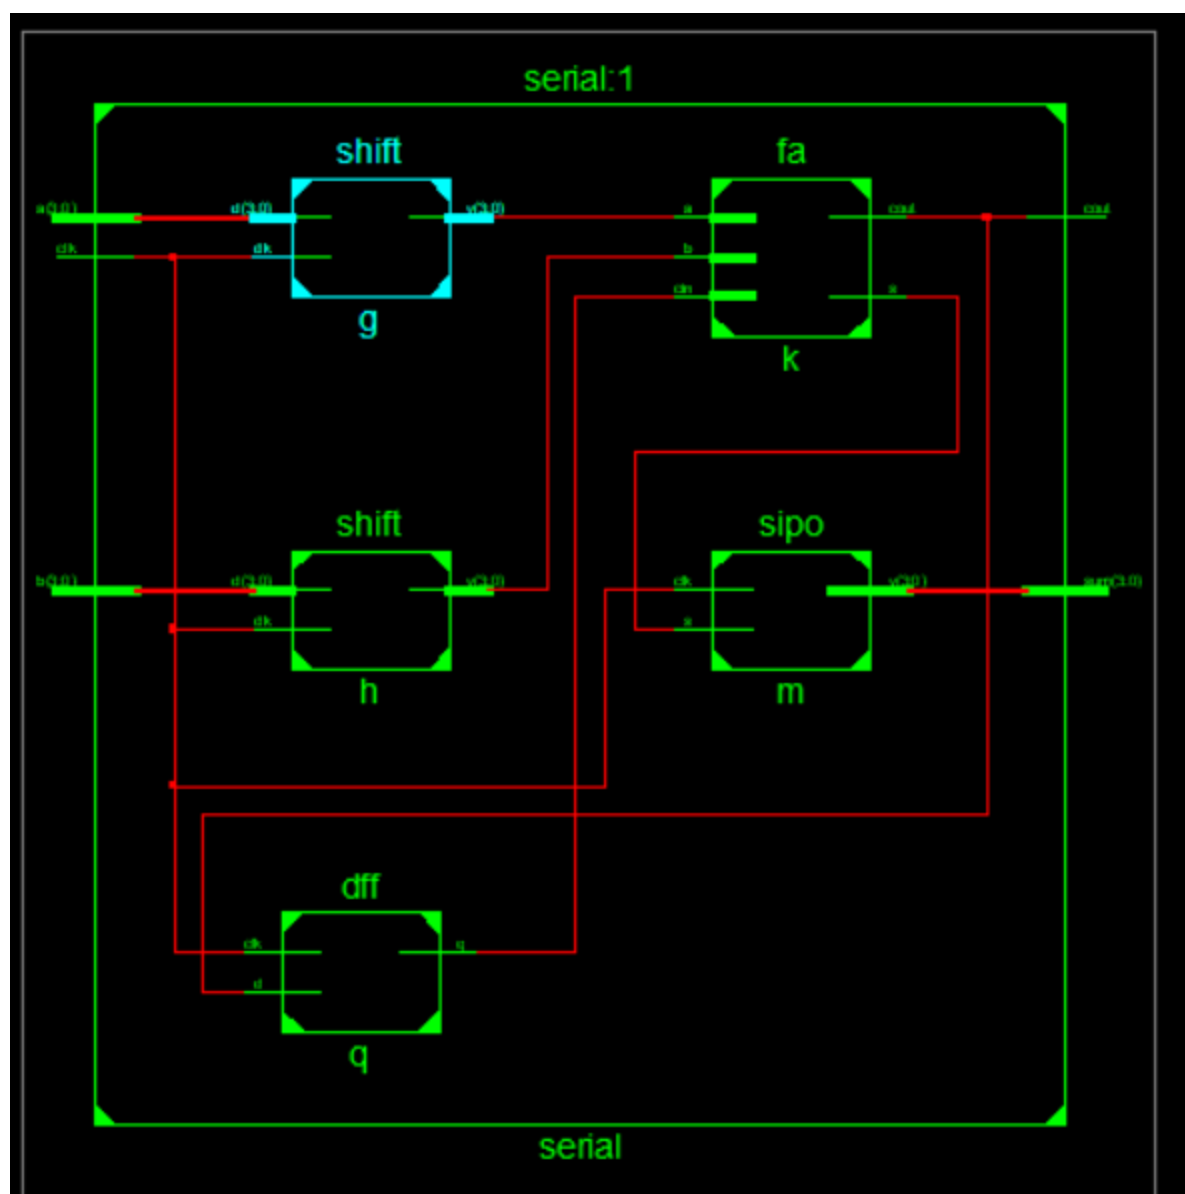 serial:1
shift
fa
a(3:0)
d(3:0)
y(3:0)
a
cout
cout
clk
clk
b
cin
s
g
k
shift
sipo
b(3:0)
d(3:0)
y(3:0)
clk
y(3:0)
sum(3:0)
clk
s
h
m
dff
clk
q
d
q
serial